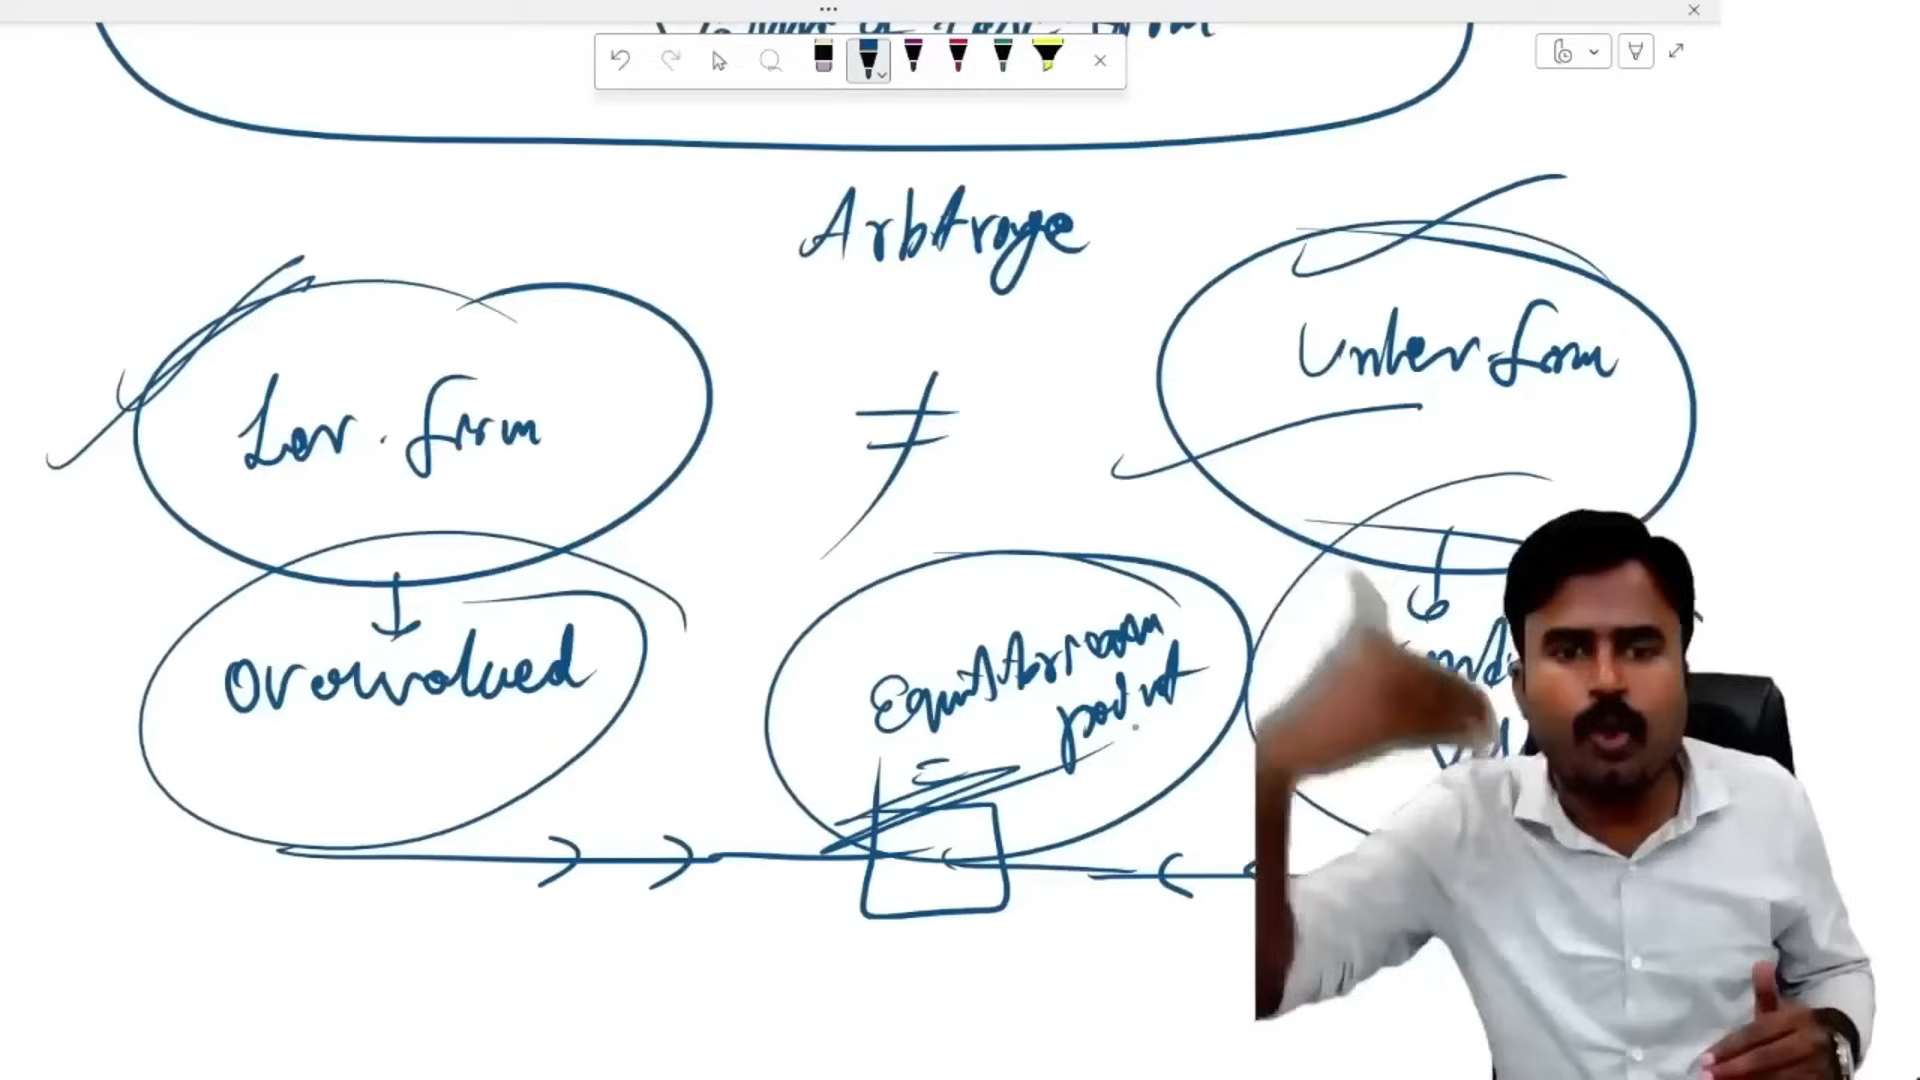 Arbitrage
Lev. firm
≠
Unlev. firm
Overvalued
Equilibrium
point